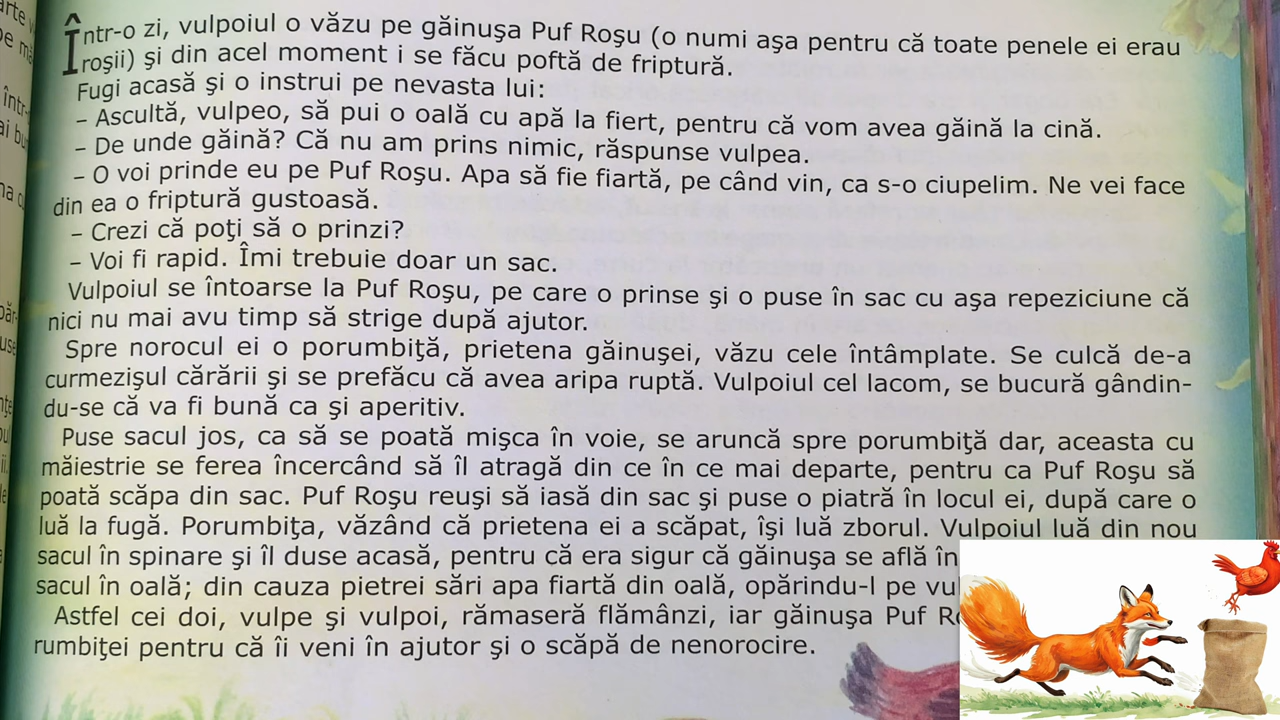 Într-o zi, vulpoiul o văzu pe găinuşa Puf Roşu (o numi aşa pentru că toate penele ei erau
roşii) şi din acel moment i se făcu poftă de friptură.
Fugi acasă şi o instrui pe nevasta lui:
– Ascultă, vulpeo, să pui o oală cu apă la fiert, pentru că vom avea găină la cină.
– De unde găină? Că nu am prins nimic, răspunse vulpea.
– O voi prinde eu pe Puf Roşu. Apa să fie fiartă, pe când vin, ca s-o ciupelim. Ne vei face
din ea o friptură gustoasă.
– Crezi că poţi să o prinzi?
– Voi fi rapid. Îmi trebuie doar un sac.
Vulpoiul se întoarse la Puf Roşu, pe care o prinse şi o puse în sac cu aşa repeziciune că
nici nu mai avu timp să strige după ajutor.
Spre norocul ei o porumbiţă, prietena găinuşei, văzu cele întâmplate. Se culcă de-a
curmezişul cărării şi se prefăcu că avea aripa ruptă. Vulpoiul cel lacom, se bucură gândin-
du-se că va fi bună ca şi aperitiv.
Puse sacul jos, ca să se poată mişca în voie, se aruncă spre porumbiţă dar, aceasta cu
măiestrie se ferea încercând să îl atragă din ce în ce mai departe, pentru ca Puf Roşu să
poată scăpa din sac. Puf Roşu reuşi să iasă din sac şi puse o piatră în locul ei, după care o
luă la fugă. Porumbiţa, văzând că prietena ei a scăpat, îşi luă zborul. Vulpoiul luă din nou
sacul în spinare şi îl duse acasă, pentru că era sigur că găinuşa se află în
sacul în oală; din cauza pietrei sări apa fiartă din oală, opărindu-l pe
Astfel cei doi, vulpe şi vulpoi, rămaseră flămânzi, iar găinuşa Puf
rumbiţei pentru că îi veni în ajutor şi o scăpă de nenorocire.